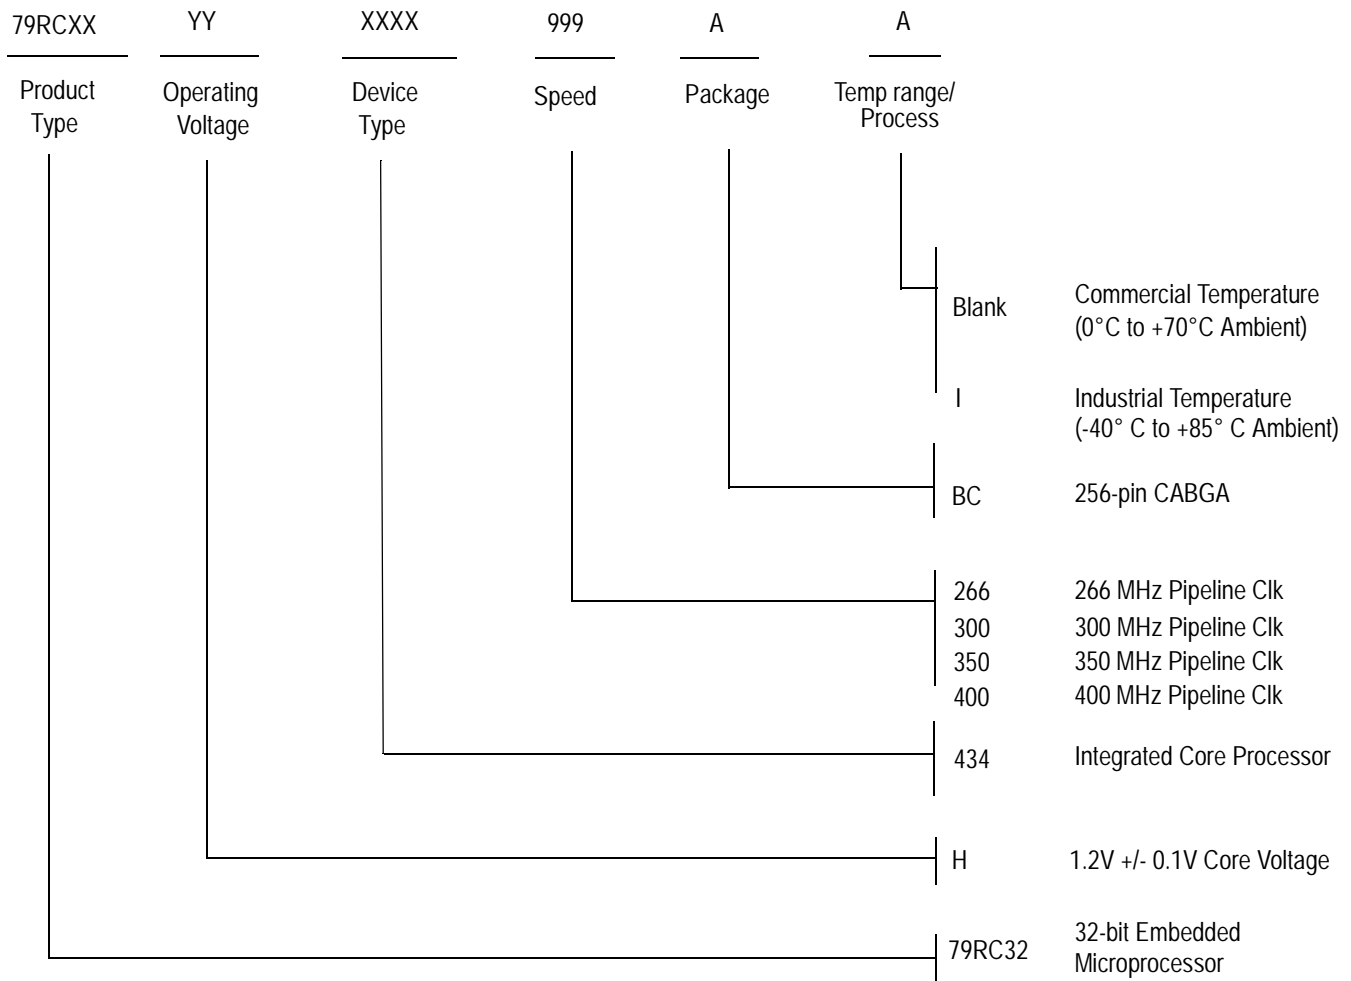 79RCXX YY XXXX 999 A A
Product Type
Operating Voltage
Device Type
Speed
Package
Temp range/ Process
Blank Commercial Temperature
(0°C to +70°C Ambient)
I Industrial Temperature
(-40° C to +85° C Ambient)
BC 256-pin CABGA
266 266 MHz Pipeline Clk
300 300 MHz Pipeline Clk
350 350 MHz Pipeline Clk
400 400 MHz Pipeline Clk
434 Integrated Core Processor
H 1.2V +/- 0.1V Core Voltage
79RC32 32-bit Embedded
Microprocessor